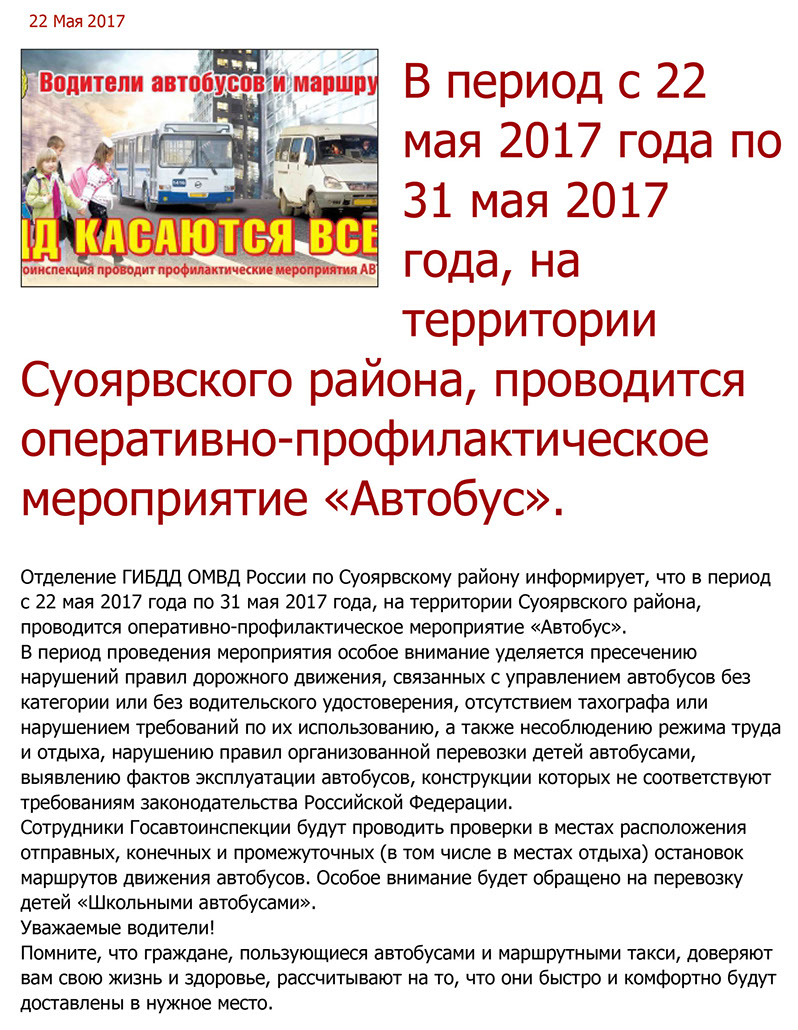 22 Мая 2017
Водители автобусов и маршру
ДД КАСАЮТСЯ ВСЕ
тоинспекция проводит профилактические мероприятия АВ
В период с 22
мая 2017 года по
31 мая 2017
года, на
территории
Суоярвского района, проводится
оперативно-профилактическое
мероприятие «Автобус».
Отделение ГИБДД ОМВД России по Суоярвскому району информирует, что в период
с 22 мая 2017 года по 31 мая 2017 года, на территории Суоярвского района,
проводится оперативно-профилактическое мероприятие «Автобус».
В период проведения мероприятия особое внимание уделяется пресечению
нарушений правил дорожного движения, связанных с управлением автобусов без
категории или без водительского удостоверения, отсутствием тахографа или
нарушением требований по их использованию, а также несоблюдению режима труда
и отдыха, нарушению правил организованной перевозки детей автобусами,
выявлению фактов эксплуатации автобусов, конструкции которых не соответствуют
требованиям законодательства Российской Федерации.
Сотрудники Госавтоинспекции будут проводить проверки в местах расположения
отправных, конечных и промежуточных (в том числе в местах отдыха) остановок
маршрутов движения автобусов. Особое внимание будет обращено на перевозку
детей «Школьными автобусами».
Уважаемые водители!
Помните, что граждане, пользующиеся автобусами и маршрутными такси, доверяют
вам свою жизнь и здоровье, рассчитывают на то, что они быстро и комфортно будут
доставлены в нужное место.